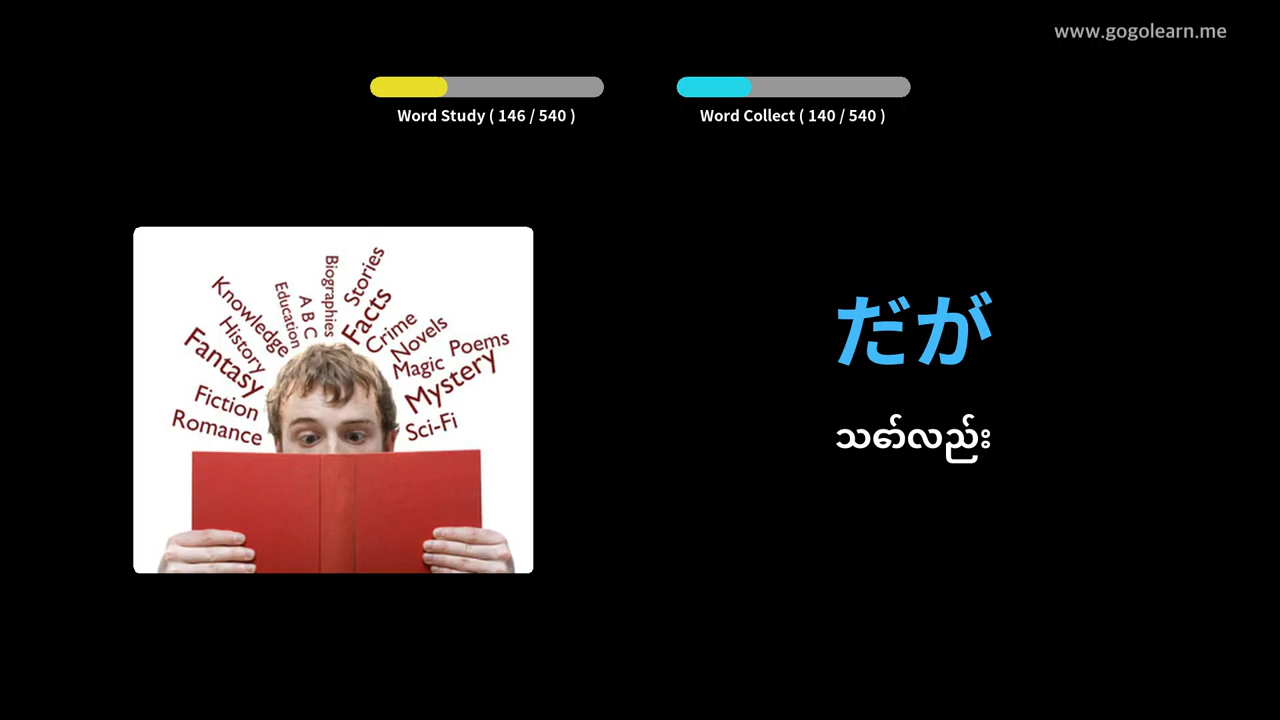 www.gogolearn.me
Word Study ( 146 / 540 )
Word Collect ( 140 / 540 )
Biographies
Stories
Education
A B C
Facts
Knowledge
Crime
History
Novels
Fantasy
Magic
Poems
Mystery
Fiction
Romance
Sci-Fi
だが
သို့သော်လည်း